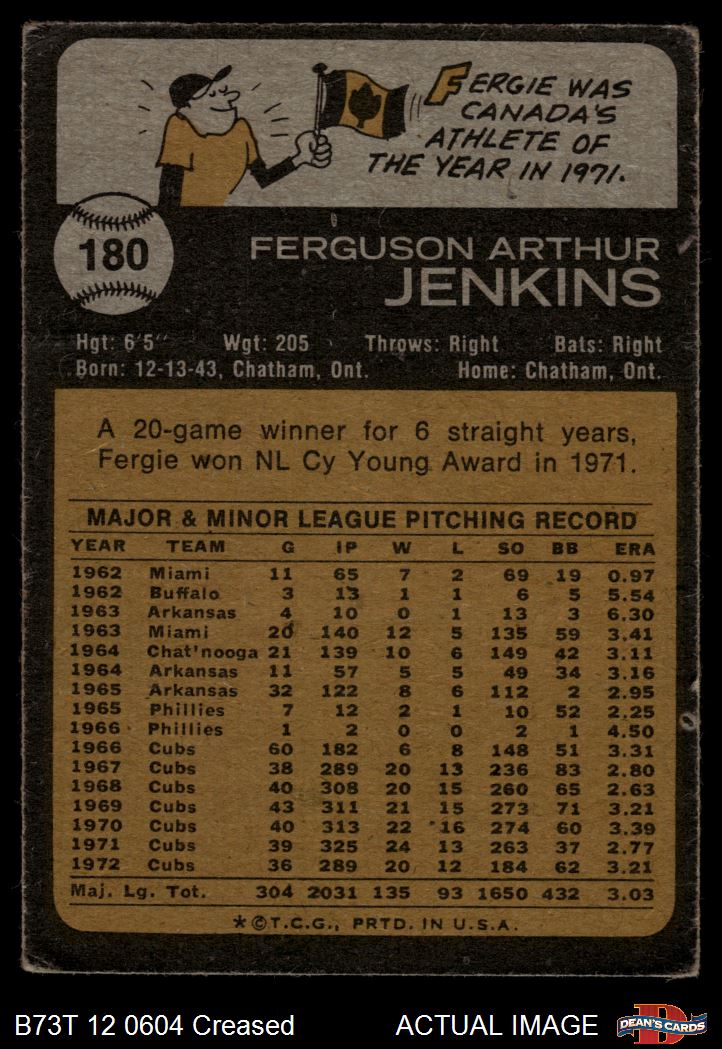 FERGIE WAS
CANADA'S
ATHLETE OF
THE YEAR IN 1971.
180
FERGUSON ARTHUR
JENKINS
Hgt: 6'5" Wgt: 205 Throws: Right Bats: Right
Born: 12-13-43, Chatham, Ont. Home: Chatham, Ont.
A 20-game winner for 6 straight years,
Fergie won NL Cy Young Award in 1971.
MAJOR & MINOR LEAGUE PITCHING RECORD
YEAR TEAM G IP W L SO BB ERA
1962 Miami 11 65 7 2 69 19 0.97
1962 Buffalo 3 13 1 1 6 5 5.54
1963 Arkansas 4 10 0 1 13 3 6.30
1963 Miami 20 140 12 5 135 59 3.41
1964 Chat'nooga 21 139 10 6 149 42 3.11
1964 Arkansas 11 57 5 5 49 34 3.16
1965 Arkansas 32 122 8 6 112 2 2.95
1965 Phillies 7 12 2 1 10 52 2.25
1966 Phillies 1 2 0 0 2 1 4.50
1966 Cubs 60 182 6 8 148 51 3.31
1967 Cubs 38 289 20 13 236 83 2.80
1968 Cubs 40 308 20 15 260 65 2.63
1969 Cubs 43 311 21 15 273 71 3.21
1970 Cubs 40 313 22 16 274 60 3.39
1971 Cubs 39 325 24 13 263 37 2.77
1972 Cubs 36 289 20 12 184 62 3.21
Maj. Lg. Tot. 304 2031 135 93 1650 432 3.03
*©T.C.G., PRTD. IN U.S.A.
B73T 12 0604 Creased ACTUAL IMAGE
D
DEAN'S CARDS